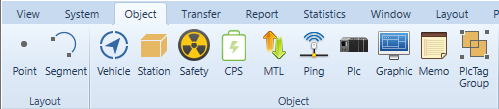 View System Object Transfer Report Statistics Window Layout P
Point Segment Vehicle Station Safety CPS MTL Ping Plc Graphic Memo PlcTag
Group
Layout Object